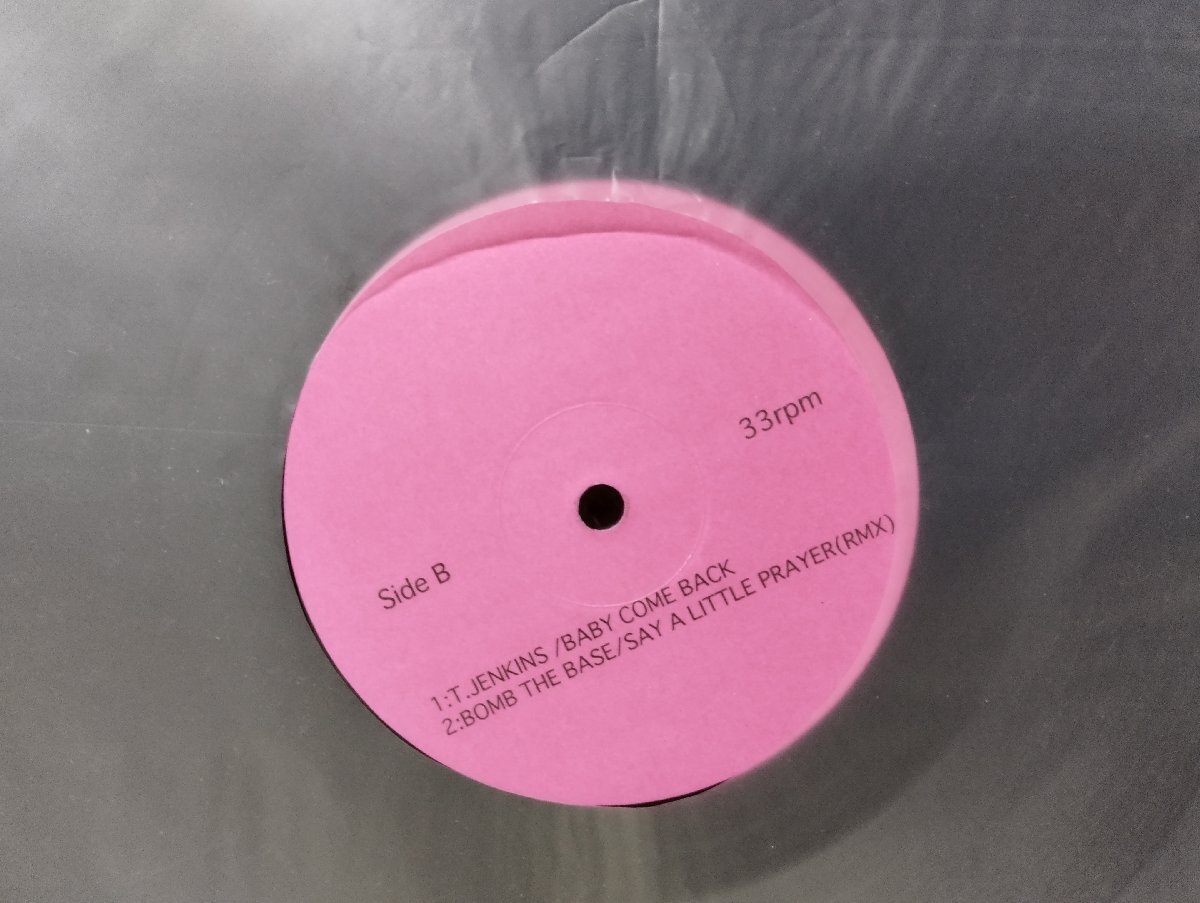 33rpm
Side B
1:T.JENKINS /BABY COME BACK
2:BOMB THE BASE/SAY A LITTLE PRAYER(RMX)